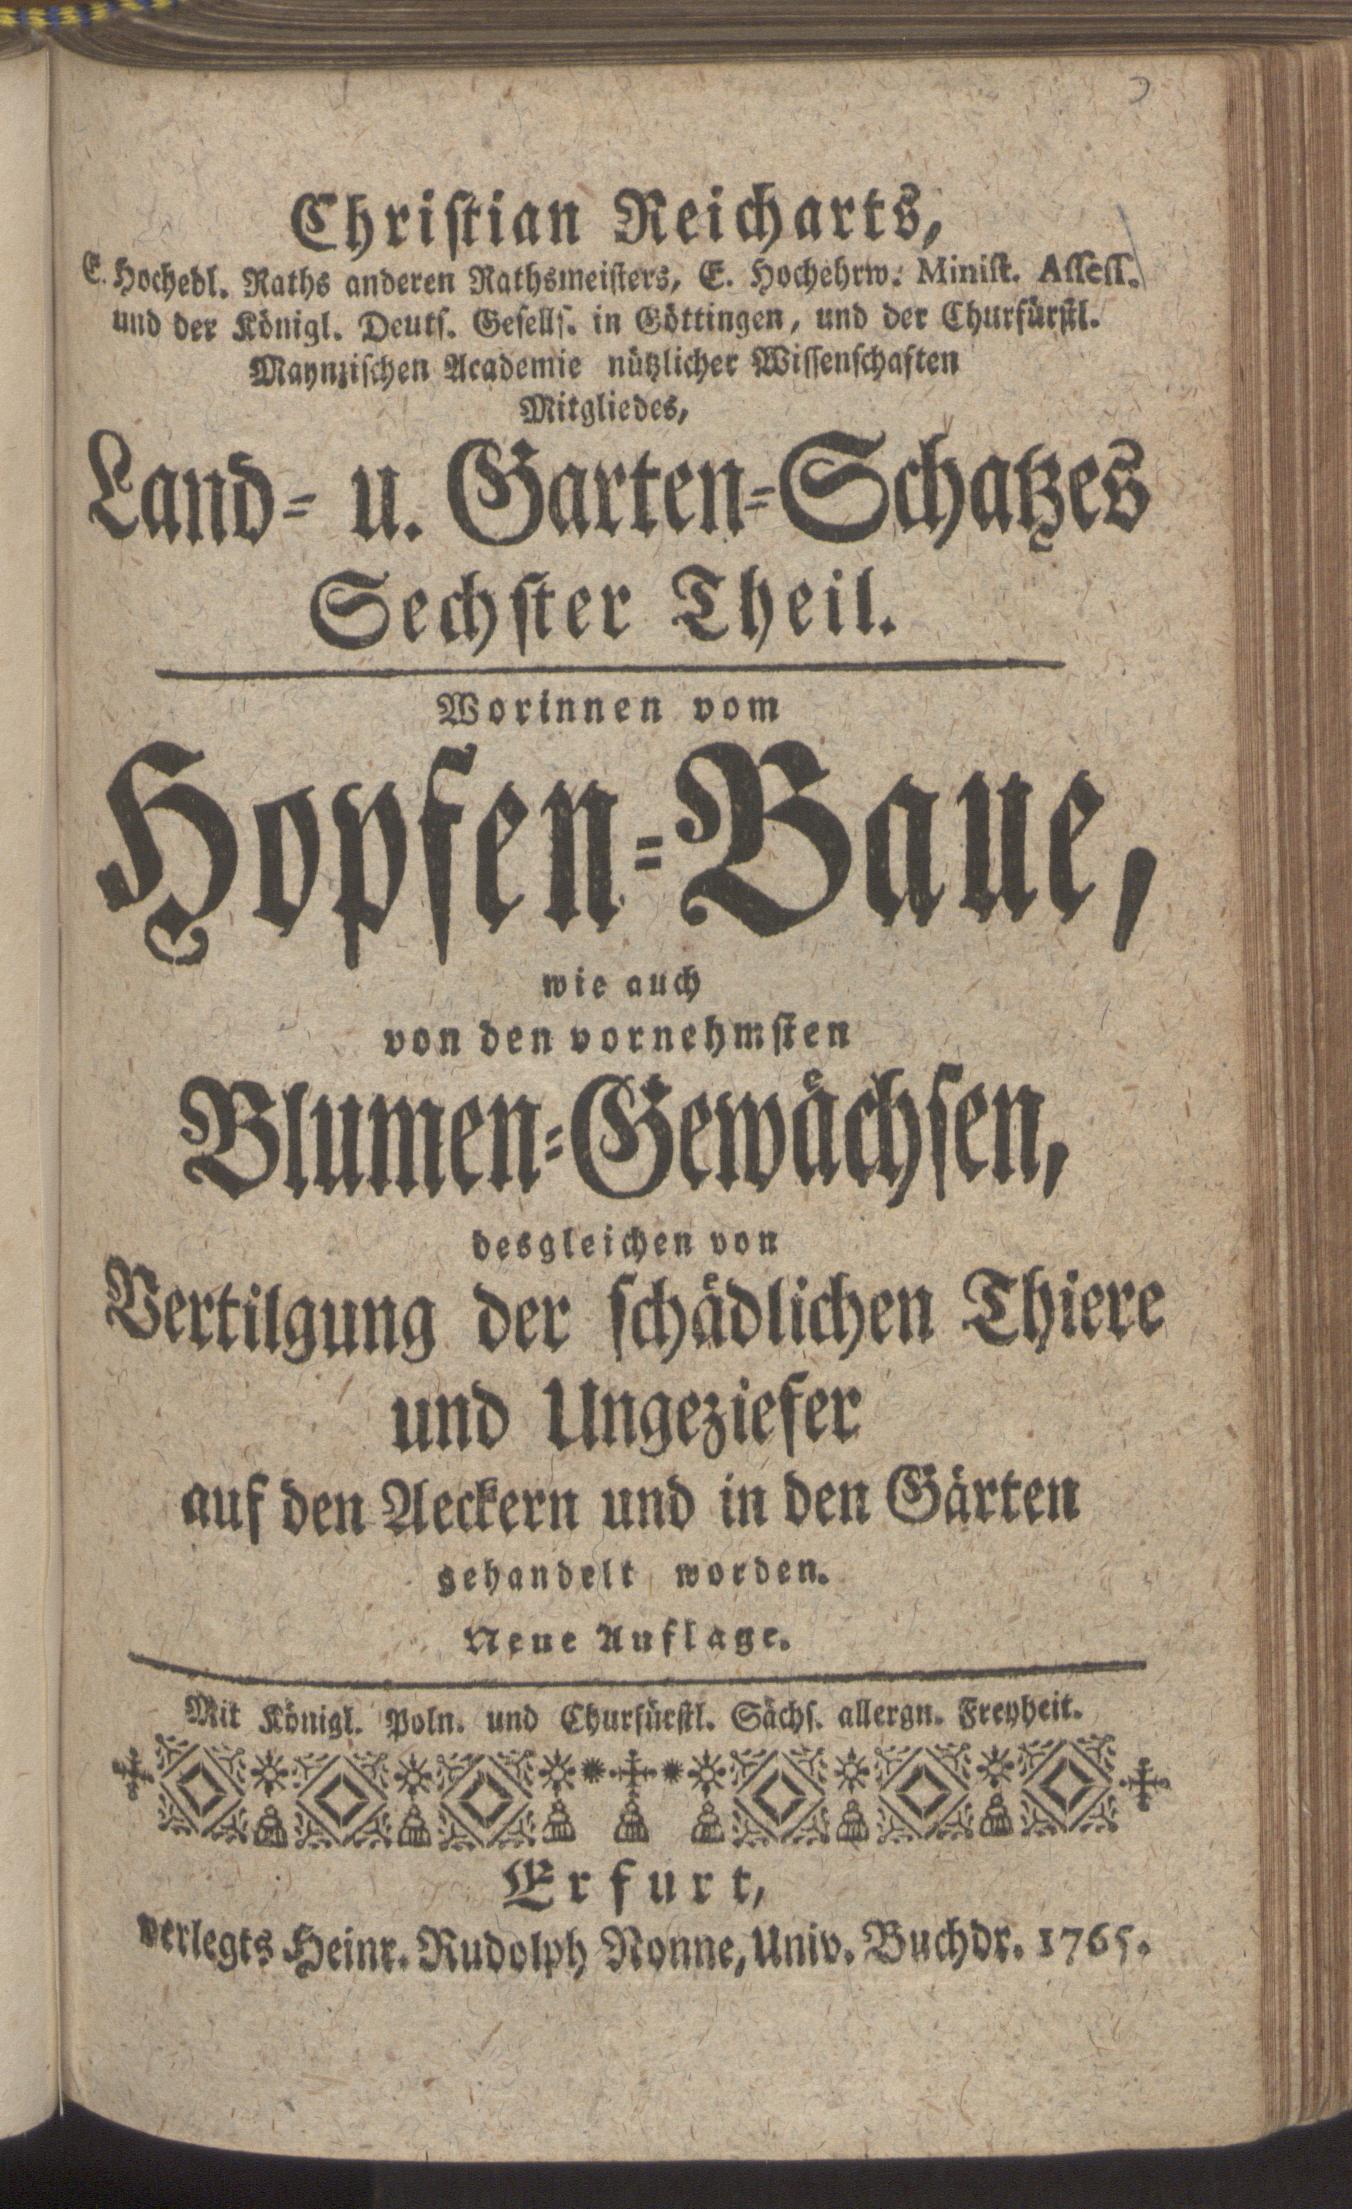 Christian Reicharts,
E. Hochedl. Raths anderen Rathsmeisters, E. Hochehrw. Minist. Assess.
und der Königl. Deuts. Gesells. in Göttingen, und der Churfürstl.
Maynzischen Academie nützlicher Wissenschaften
Mitgliedes,
Land- u. Garten-Schatzes
Sechster Theil.
Worinnen vom
Hopfen-Baue,
wie auch
von den vornehmsten
Blumen-Gewächsen,
desgleichen von
Vertilgung der schädlichen Thiere
und Ungeziefer
auf den Aeckern und in den Gärten
gehandelt worden.
Neue Auflage.
Mit Königl. Poln. und Churfürstl. Sächs. allergn. Freyheit.
Erfurt,
verlegts Heinr. Rudolph Nonne, Univ. Buchdr. 1765.